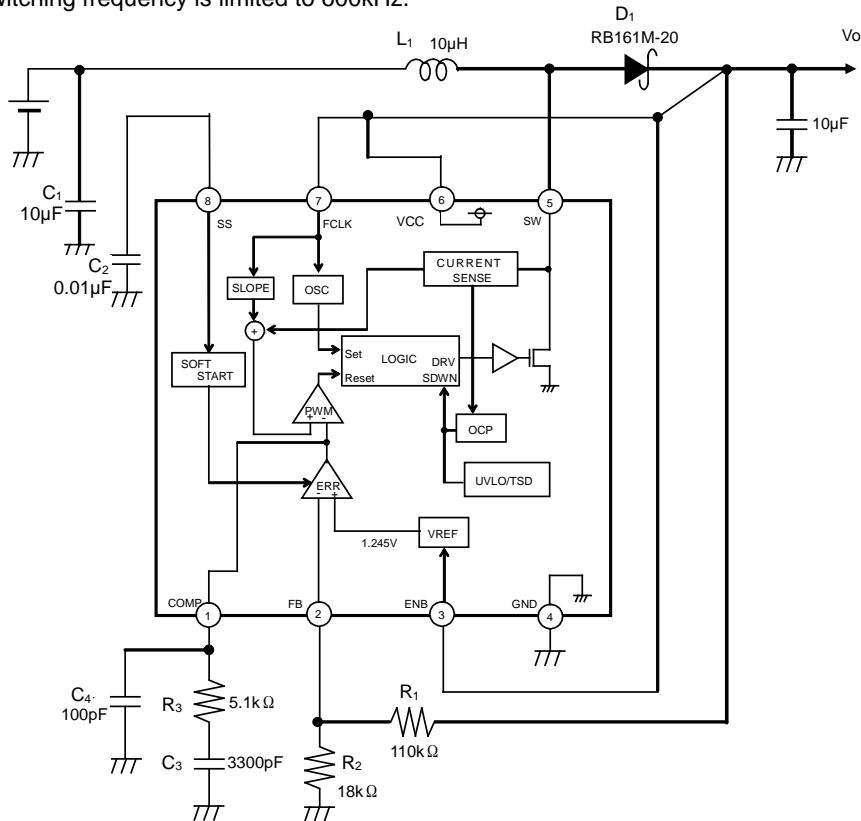 witching frequency is limited to 600kHz.
D1
RB161M-20
Vo
L1 10µH
10µF
C1
10µF
C2
0.01µF
8
SS
7
FCLK
6
VCC
5
SW
CURRENT
SENSE
SLOPE
OSC
+
Set
LOGIC
DRV
Reset
SDWN
SOFT
START
PWM
+ -
OCP
ERR
- +
UVLO/TSD
1.245V
VREF
COMP
1
FB
2
ENB
3
GND
4
C4.
100pF
R3 5.1kΩ
C3 3300pF
R1
110kΩ
R2
18kΩ